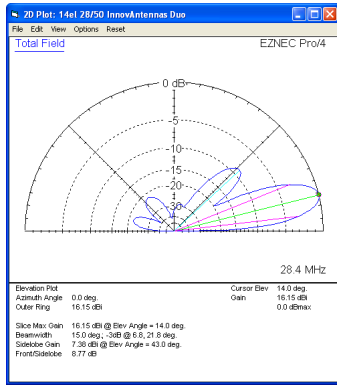 2D Plot: 14el 28/50 InnovAntennas Duo
File Edit View Options Reset
Total Field
EZNEC Pro/4
0 dB
-5
-10
-15
-20
-30
28.4 MHz
Elevation Plot
Cursor Elev 14.0 deg.
Azimuth Angle 0.0 deg.
Gain 16.15 dBi
Outer Ring 16.15 dBi
0.0 dBmax
Slice Max Gain 16.15 dBi @ Elev Angle = 14.0 deg.
Beamwidth 15.0 deg.; -3dB @ 6.8, 21.8 deg.
Sidelobe Gain 7.38 dBi @ Elev Angle = 43.0 deg.
Front/Sidelobe 8.77 dB